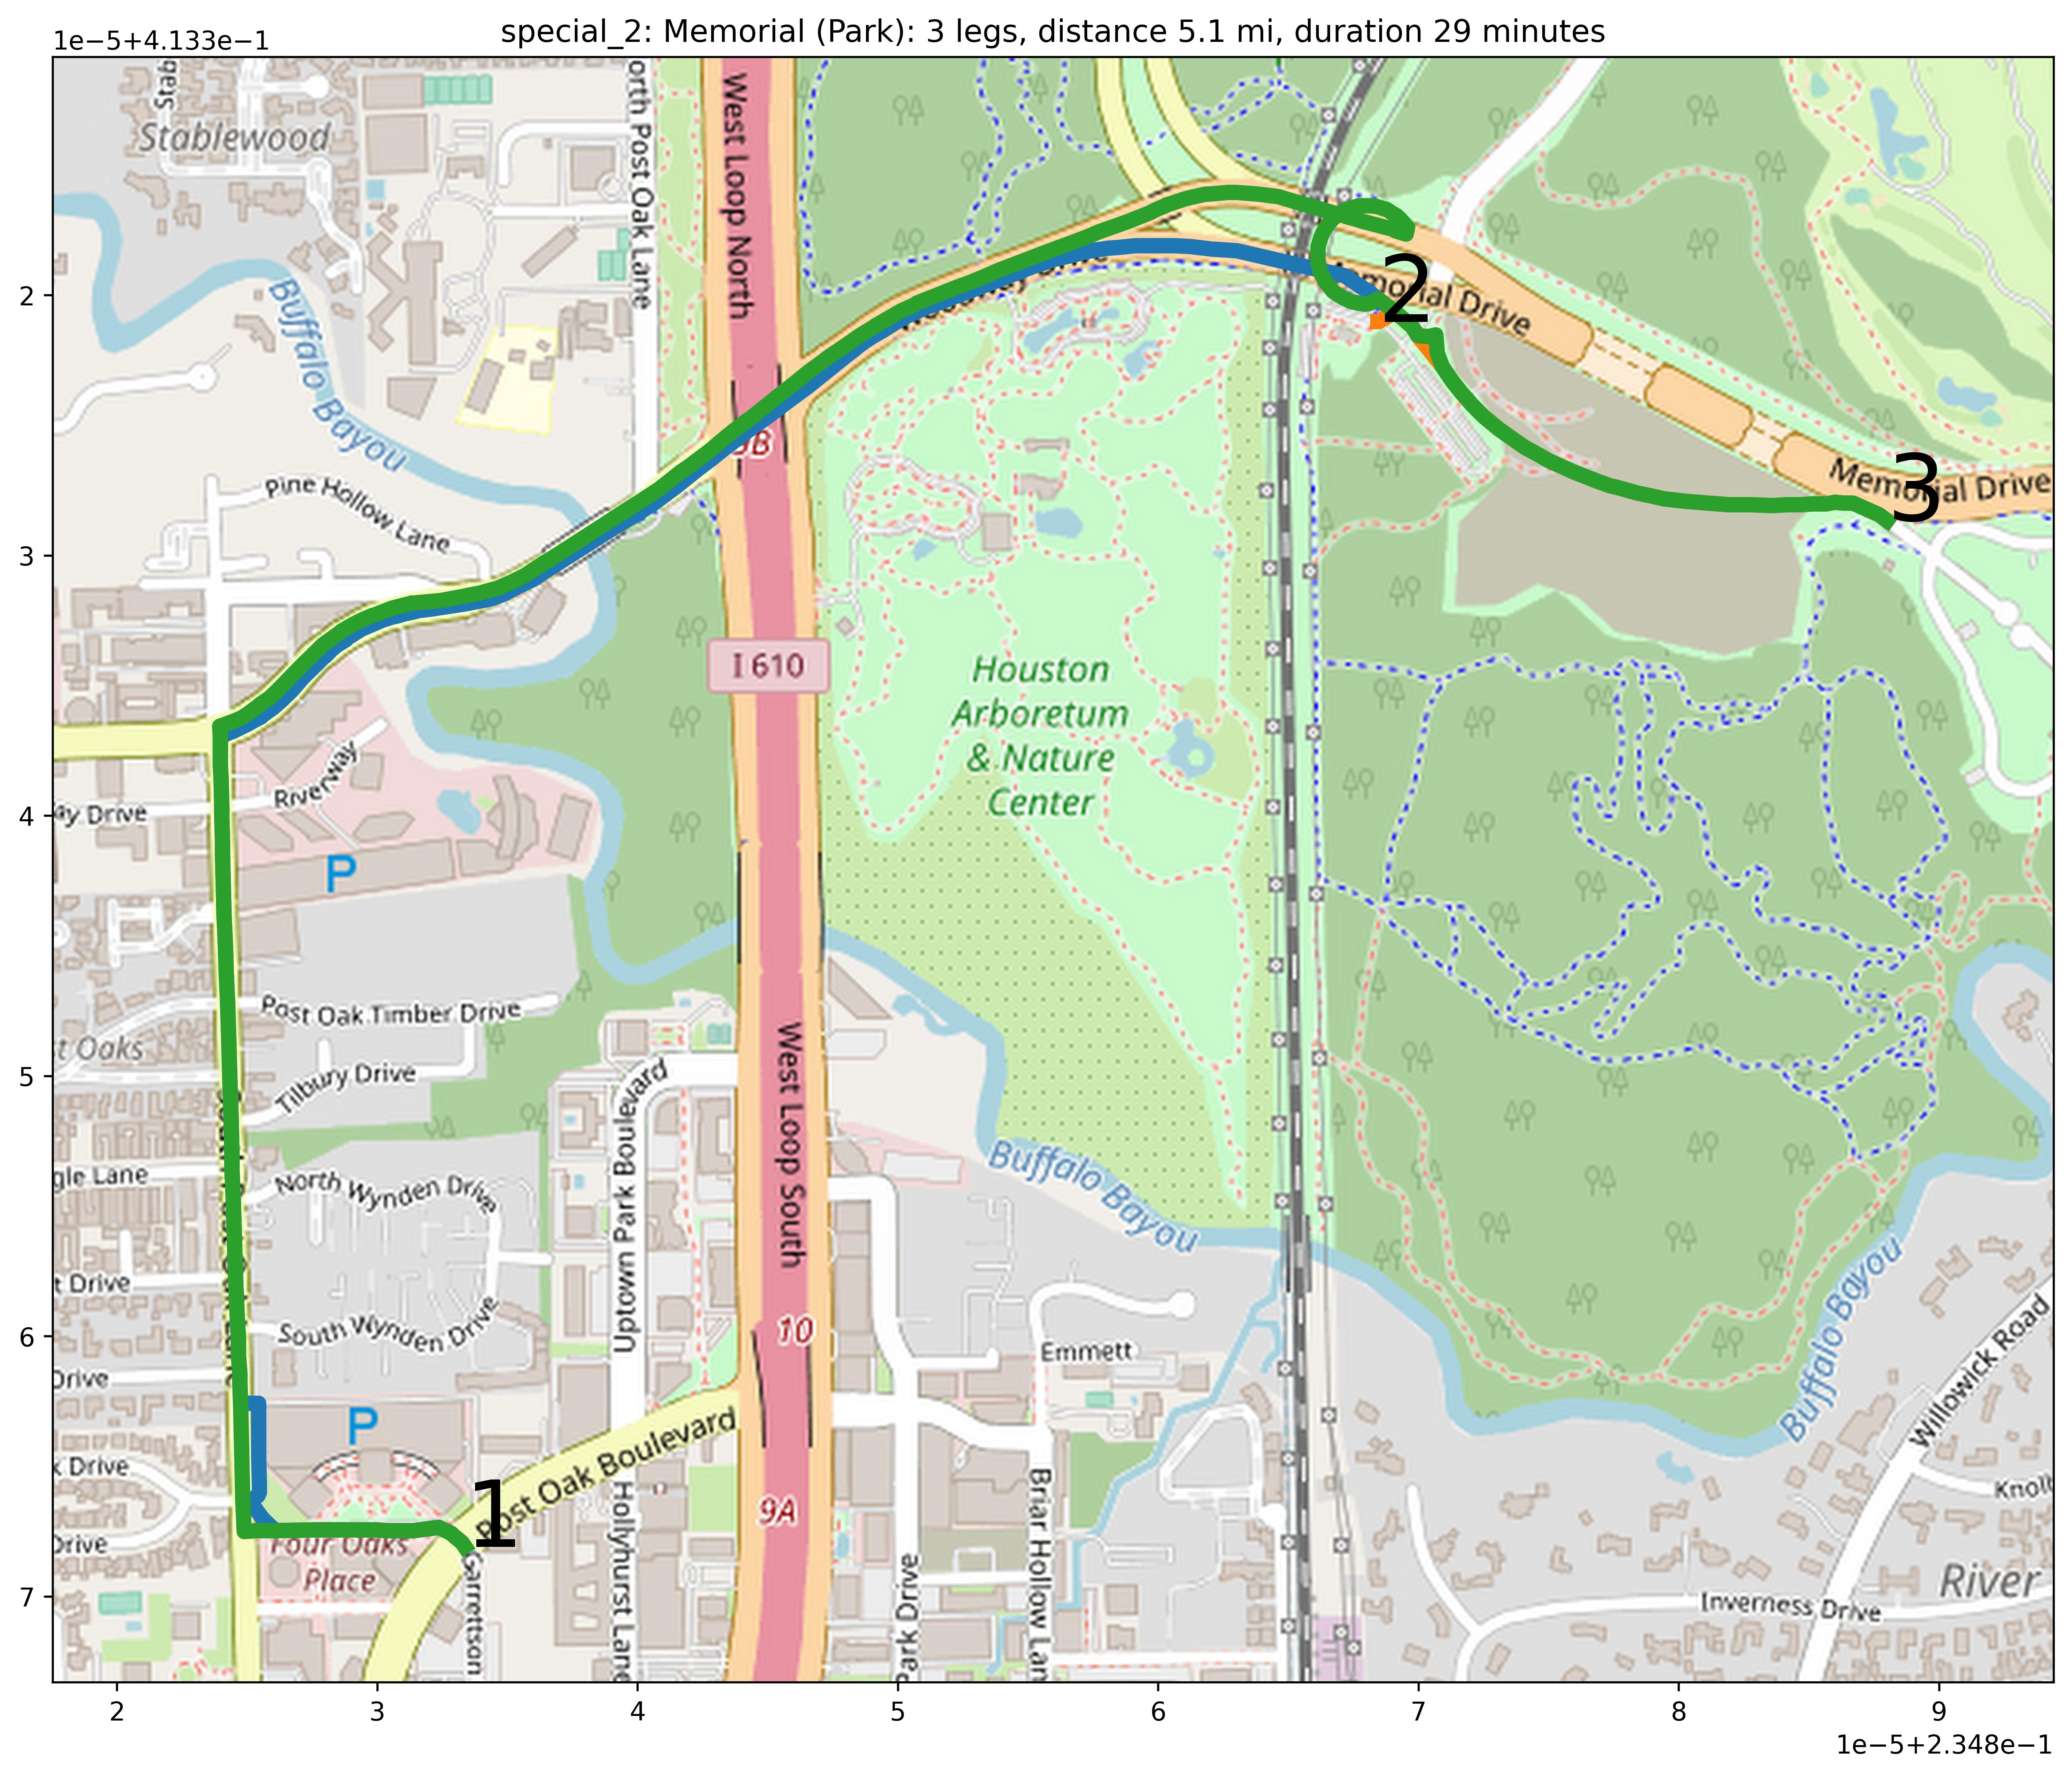 special_2: Memorial (Park): 3 legs, distance 5.1 mi, duration 29 minutes
1e−5+4.133e−1
Stab
orth Post Oak Lane
West Loop North
Stablewood
Buffalo Bayou
2
2
Memorial Drive
9B
3
Memorial Drive
Pine Hollow Lane
3
I 610
Houston
Arboretum
& Nature
Center
Riverway
ay Drive
4
P
Post Oak Timber Drive
t Oaks
Tilbury Drive
5
Uptown Park Boulevard
West Loop South
gle Lane
North Wynden Drive
Buffalo Bayou
t Drive
South Wynden Drive
10
Emmett
6
Drive
Buffalo Bayou
Willowick Road
P
Post Oak Boulevard
k Drive
1
9A
Hollyhurst Lane
Briar Hollow Lan
Knoll
Drive
Four Oaks
Place
Garrettson
Park Drive
River
Inverness Drive
7
2 3 4 5 6 7 8 9
1e−5+2.348e−1